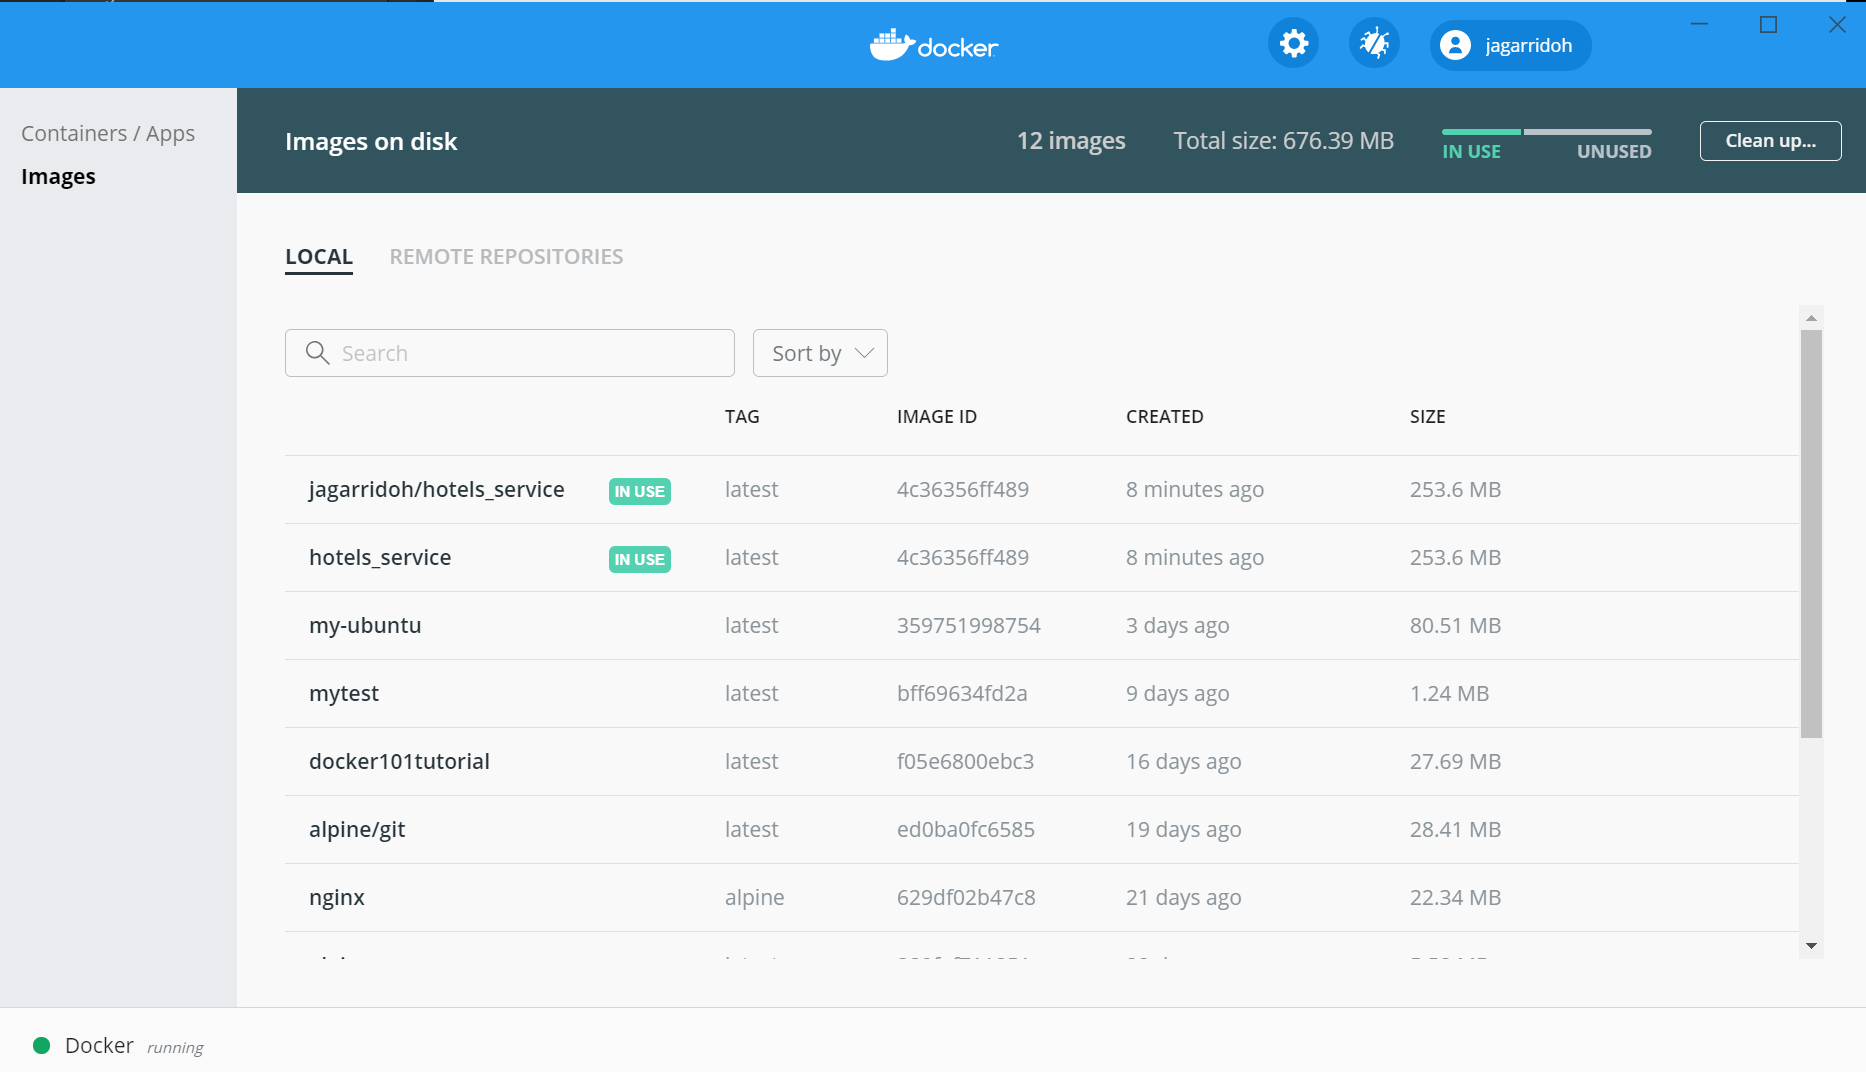 docker
jagarridoh
Containers / Apps
Images
Images on disk
12 images
Total size: 676.39 MB
IN USE
UNUSED
Clean up...
LOCAL
REMOTE REPOSITORIES
Search
Sort by
TAG IMAGE ID CREATED SIZE
jagarridoh/hotels_service IN USE latest 4c36356ff489 8 minutes ago 253.6 MB
hotels_service IN USE latest 4c36356ff489 8 minutes ago 253.6 MB
my-ubuntu latest 359751998754 3 days ago 80.51 MB
mytest latest bff69634fd2a 9 days ago 1.24 MB
docker101tutorial latest f05e6800ebc3 16 days ago 27.69 MB
alpine/git latest ed0ba0fc6585 19 days ago 28.41 MB
nginx alpine 629df02b47c8 21 days ago 22.34 MB
Docker running